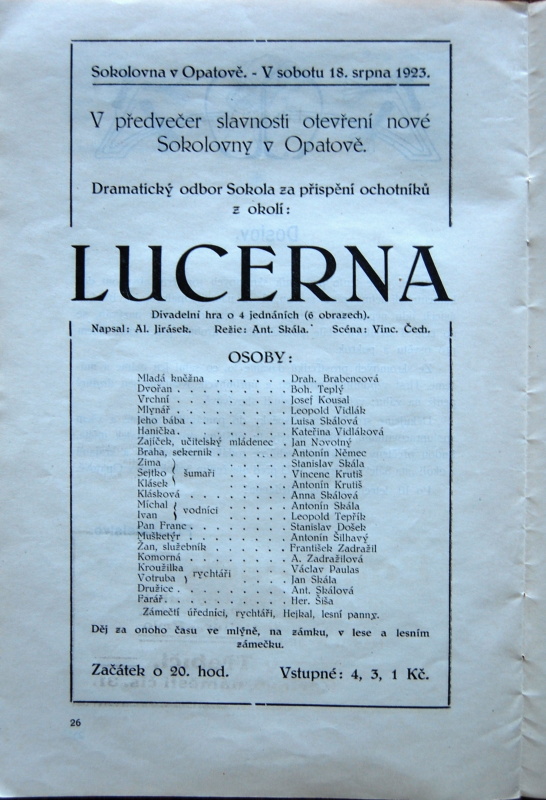 Sokolovna v Opatově. - V sobotu 18. srpna 1923.
V předvečer slavnosti otevření nové
Sokolovny v Opatově.
Dramatický odbor Sokola za přispění ochotníků
z okolí:
LUCERNA
Divadelní hra o 4 jednáních (6 obrazech).
Napsal: Al. Jirásek. Režie: Ant. Skála. Scéna: Vinc. Čech.
OSOBY:
Mladá kněžna . . . . . . . Drah. Brabencová
Dvořan . . . . . . . . . . Boh. Teplý
Vrchní . . . . . . . . . . Josef Kousal
Mlynář . . . . . . . . . . Leopold Vidlák
Jeho bába . . . . . . . . . Luisa Skálová
Hanička . . . . . . . . . . Kateřina Vidláková
Zajíček, učitelský mládenec . Jan Novotný
Braha, sekerník . . . . . . Antonín Němec
Zima } šumaři . . . . . . . Stanislav Skála
Sejtko } šumaři . . . . . . Vincenc Krutiš
Klásek } . . . . . . . . . Antonín Krutiš
Klásková . . . . . . . . . Anna Skálová
Michal } vodníci . . . . . . Antonín Skála
Ivan } . . . . . . . . . . Leopold Tepřík
Pan Franc . . . . . . . . . Stanislav Došek
Mušketýr . . . . . . . . . Antonín Šilhavý
Žan, služebník . . . . . . . František Zadražil
Komorná . . . . . . . . . . A. Zadražilová
Kroužilka } rychtáři . . . . Václav Paulas
Votruba } . . . . . . . . . Jan Skála
Družice . . . . . . . . . . Ant. Skálová
Farář . . . . . . . . . . . Her. Šiša
Zámečtí úředníci, rychtáři, Hejkal, lesní panny.
Děj za onoho času ve mlýně, na zámku, v lese a lesním
zámečku.
Začátek o 20. hod. Vstupné: 4, 3, 1 Kč.
26